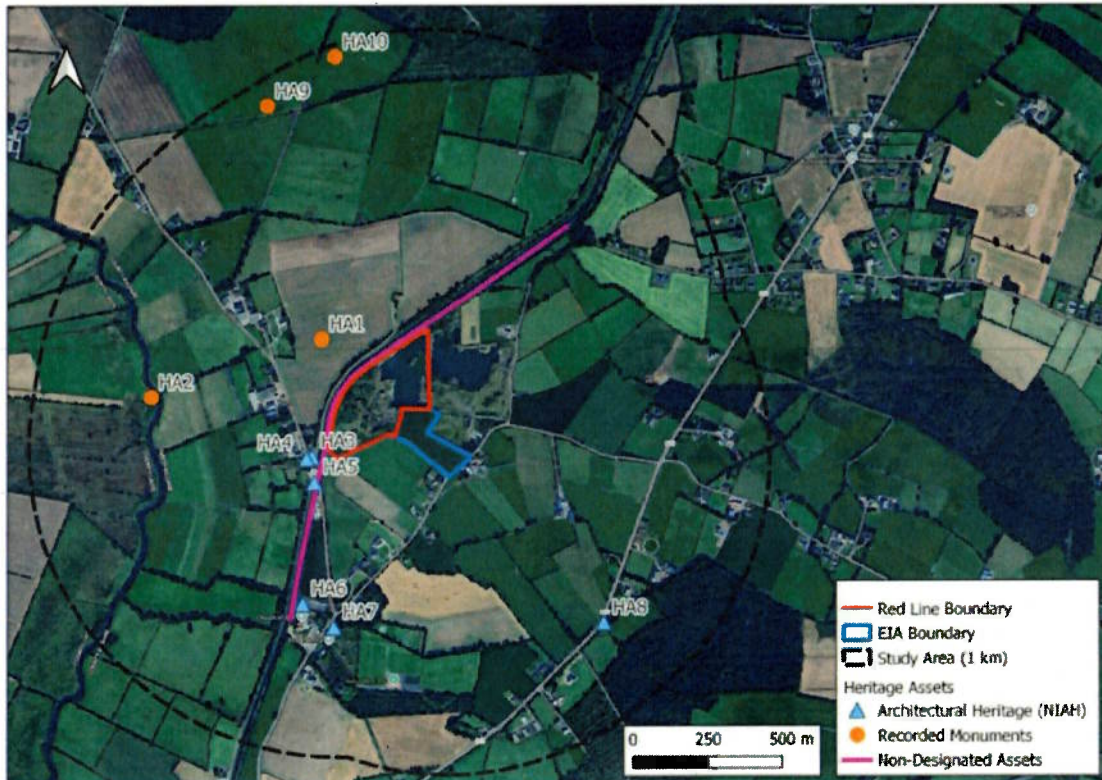 HA10
HA9
HA1
HA2
HA4
HA3
HA5
HA6
HA7
HA8
Red Line Boundary
EIA Boundary
Study Area (1 km)
Heritage Assets
Architectural Heritage (NIAH)
Recorded Monuments
Non-Designated Assets
0 250 500 m